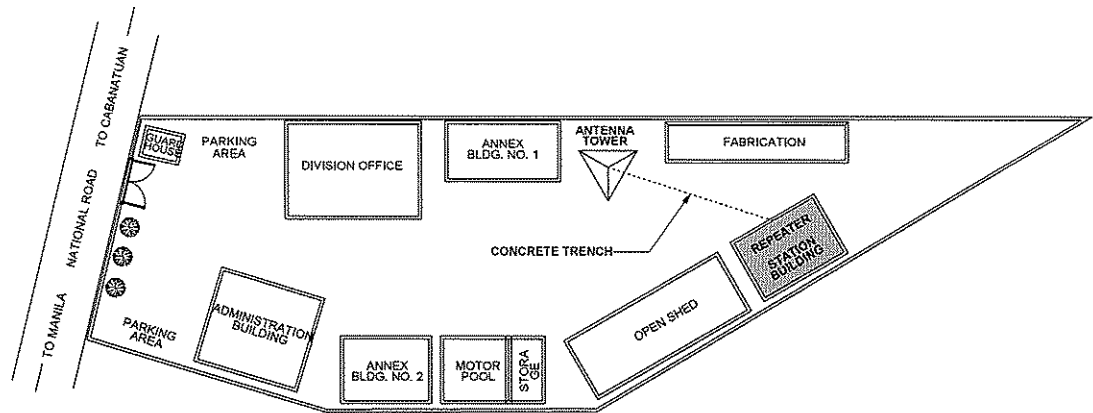 TO MANILA NATIONAL ROAD TO CABANATUAN
GUARD
HOUSE
PARKING
AREA
DIVISION OFFICE
ANNEX
BLDG. NO. 1
ANTENNA
TOWER
FABRICATION
CONCRETE TRENCH
REPEATER
STATION
BUILDING
OPEN SHED
ADMINISTRATION
BUILDING
PARKING
AREA
ANNEX
BLDG. NO. 2
MOTOR
POOL
STORA
GE